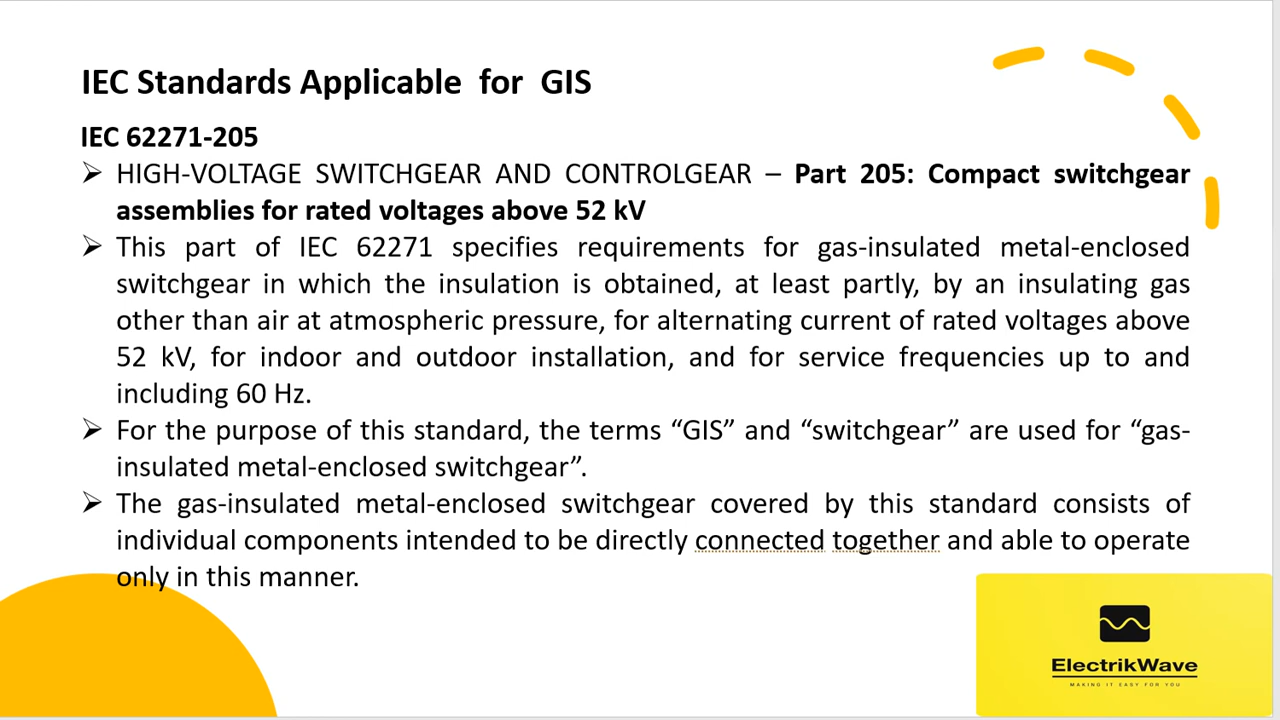 IEC Standards Applicable for GIS
IEC 62271-205
➢ HIGH-VOLTAGE SWITCHGEAR AND CONTROLGEAR – Part 205: Compact switchgear
assemblies for rated voltages above 52 kV
➢ This part of IEC 62271 specifies requirements for gas-insulated metal-enclosed
switchgear in which the insulation is obtained, at least partly, by an insulating gas
other than air at atmospheric pressure, for alternating current of rated voltages above
52 kV, for indoor and outdoor installation, and for service frequencies up to and
including 60 Hz.
➢ For the purpose of this standard, the terms “GIS” and “switchgear” are used for “gas-
insulated metal-enclosed switchgear”.
➢ The gas-insulated metal-enclosed switchgear covered by this standard consists of
individual components intended to be directly connected together and able to operate
only in this manner.
ElectrikWave
MAKING IT EASY FOR YOU